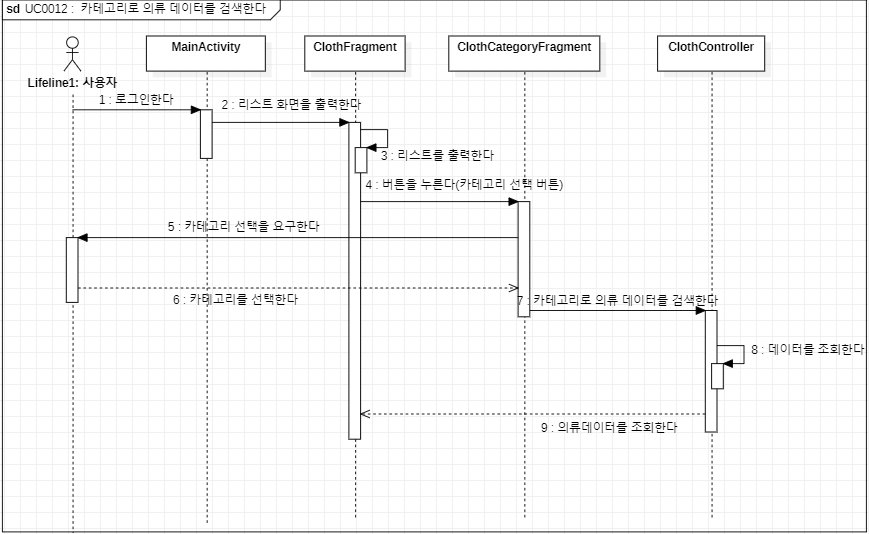 sd UC0012 : 카테고리로 의류 데이터를 검색한다
MainActivity
ClothFragment
ClothCategoryFragment
ClothController
Lifeline1: 사용자
1 : 로그인한다
2 : 리스트 화면을 출력한다
3 : 리스트를 출력한다
4 : 버튼을 누른다(카테고리 선택 버튼)
5 : 카테고리 선택을 요구한다
6 : 카테고리를 선택한다
7 : 카테고리로 의류 데이터를 검색한다
8 : 데이터를 조회한다
9 : 의류데이터를 조회한다